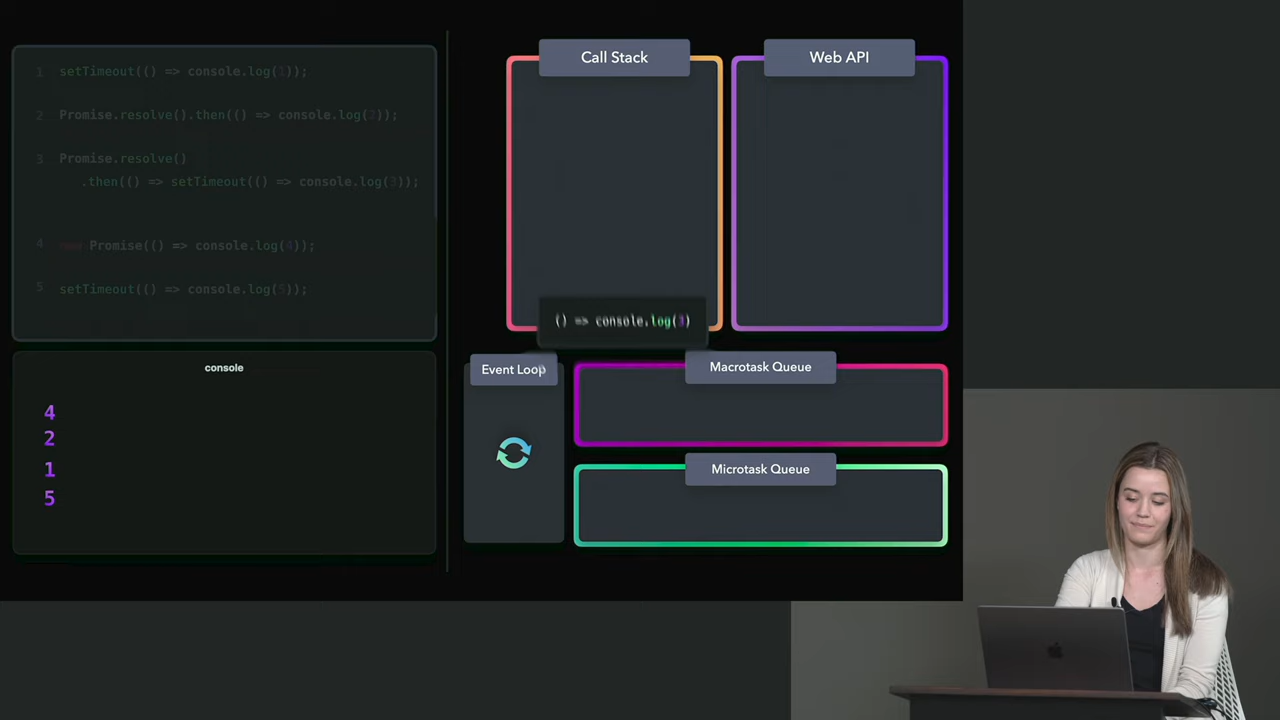 1 setTimeout(() => console.log(1));
2 Promise.resolve().then(() => console.log(2));
3 Promise.resolve()
.then(() => setTimeout(() => console.log(3));
4 Promise(() => console.log(4));
5 setTimeout(() => console.log(5));
console
4
2
1
5
Call Stack
Web API
() => console.log(3)
Event Loop
Macrotask Queue
Microtask Queue